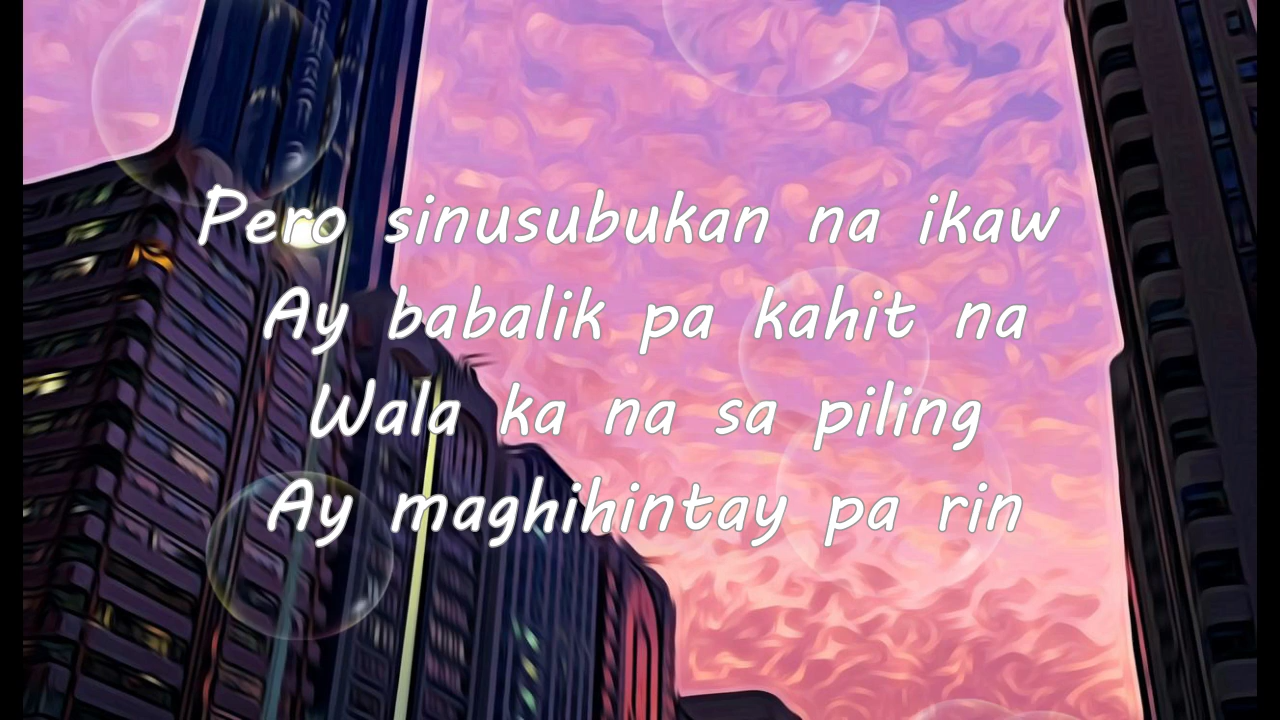 Pero sinusubukan na ikaw
Ay babalik pa kahit na
Wala ka na sa piling
Ay maghihintay pa rin